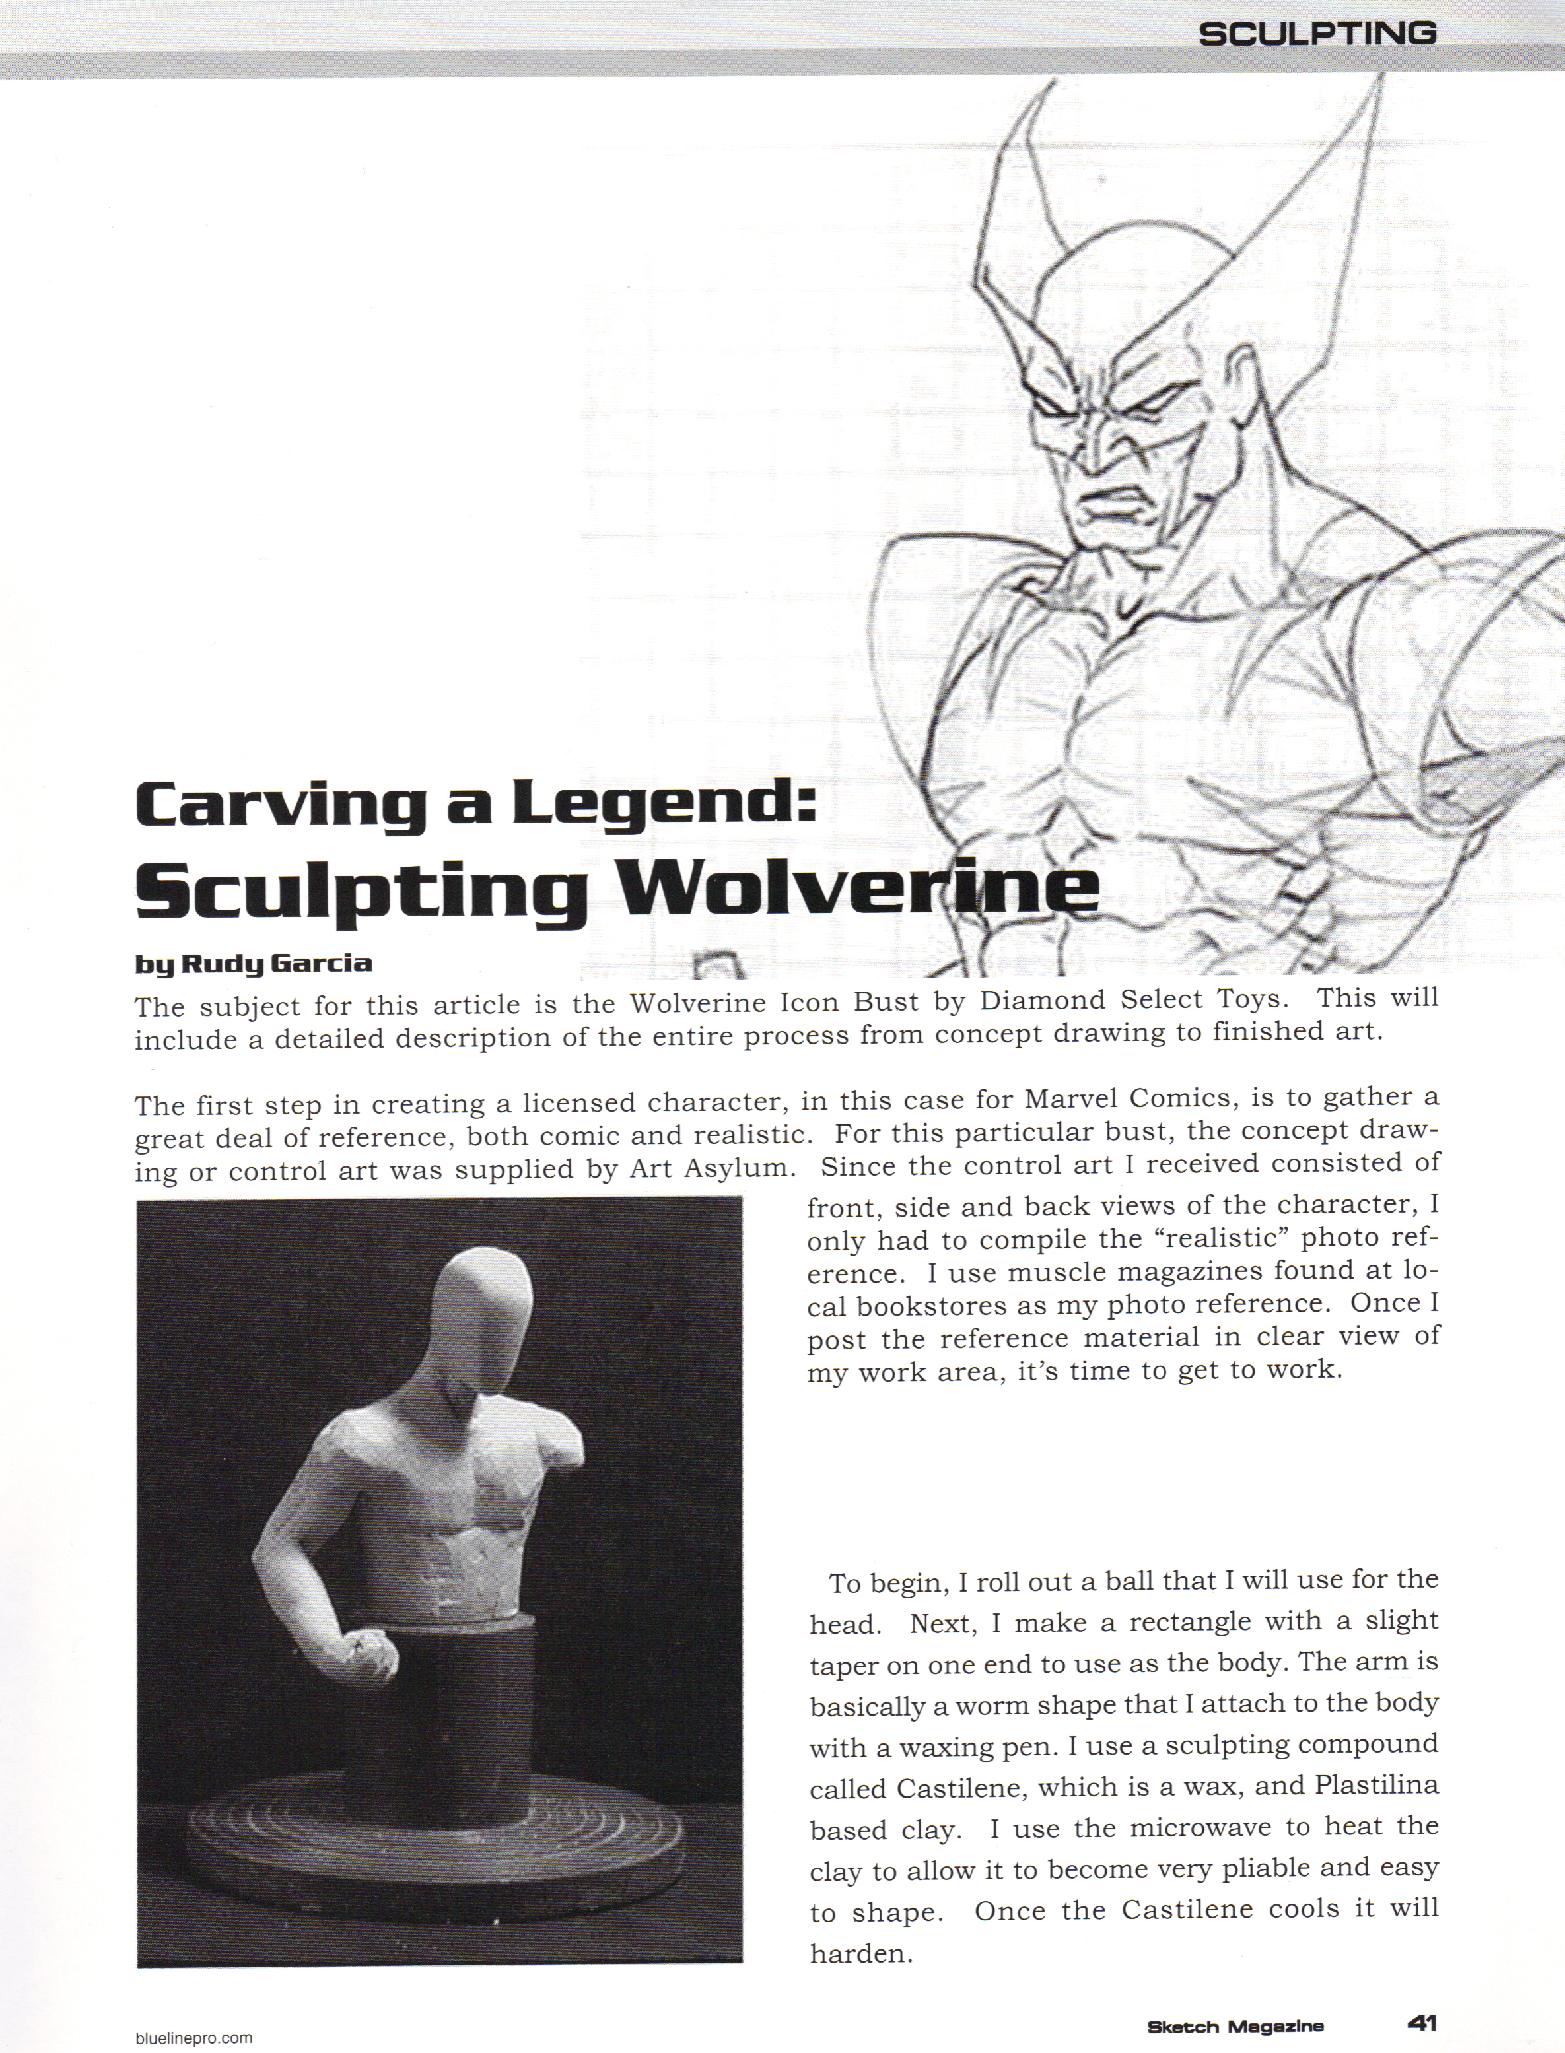 SCULPTING
Carving a Legend:
Sculpting Wolverine
by Rudy Garcia
The subject for this article is the Wolverine Icon Bust by Diamond Select Toys. This will
include a detailed description of the entire process from concept drawing to finished art.
The first step in creating a licensed character, in this case for Marvel Comics, is to gather a
great deal of reference, both comic and realistic. For this particular bust, the concept draw-
ing or control art was supplied by Art Asylum. Since the control art I received consisted of
front, side and back views of the character, I
only had to compile the “realistic” photo ref-
erence. I use muscle magazines found at lo-
cal bookstores as my photo reference. Once I
post the reference material in clear view of
my work area, it’s time to get to work.
To begin, I roll out a ball that I will use for the
head. Next, I make a rectangle with a slight
taper on one end to use as the body. The arm is
basically a worm shape that I attach to the body
with a waxing pen. I use a sculpting compound
called Castilene, which is a wax, and Plastilina
based clay. I use the microwave to heat the
clay to allow it to become very pliable and easy
to shape. Once the Castilene cools it will
harden.
bluelinepro.com
Sketch Magazine 41